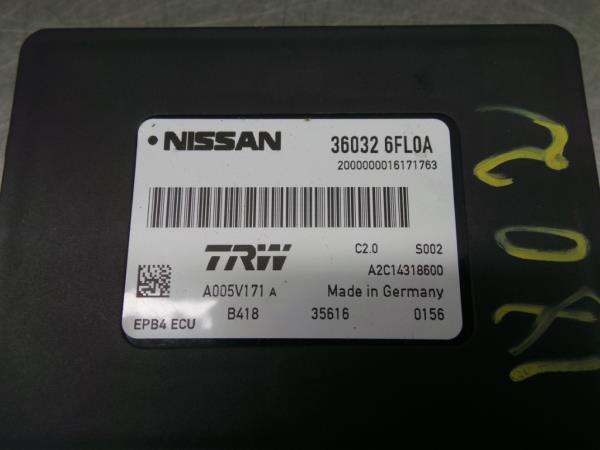 NISSAN 36032 6FL0A
2000000016171763
TRW C2.0 S002
A2C14318600
A005V171 A Made in Germany
EPB4 ECU B418 35616 0156